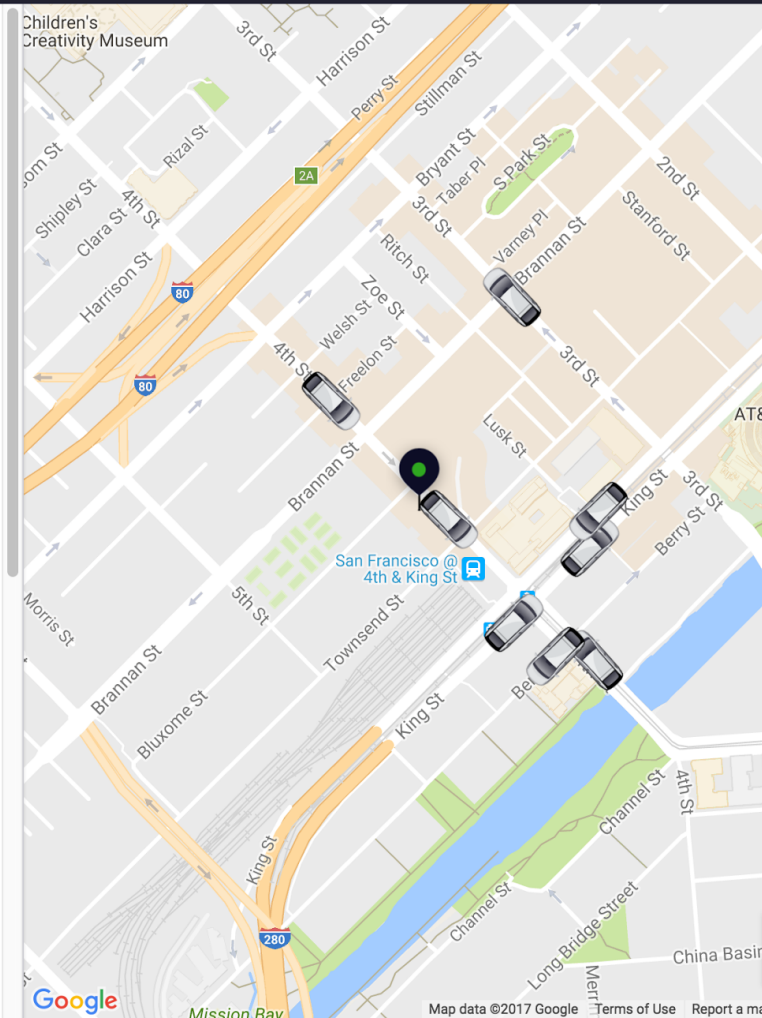 Children's
Creativity Museum
3rd St
Harrison St
Perry St
Stillman St
Rizal St
2A
Bryant St
Taber Pl
S Park St
2nd St
Shipley St
Clara St
4th St
3rd St
Stanford St
Varney Pl
Brannan St
Harrison St
80
Ritch St
Zoe St
Welsh St
Freelon St
4th St
3rd St
80
AT&
Lusk St
Brannan St
King St
3rd St
Berry St
San Francisco @
4th & King St
5th St
Townsend St
Morris St
Brannan St
Bluxome St
King St
4th St
Channel St
King St
Channel St
280
Long Bridge Street
China Basin
Merri
Google
Mission Bay
Map data ©2017 Google
Terms of Use
Report a ma